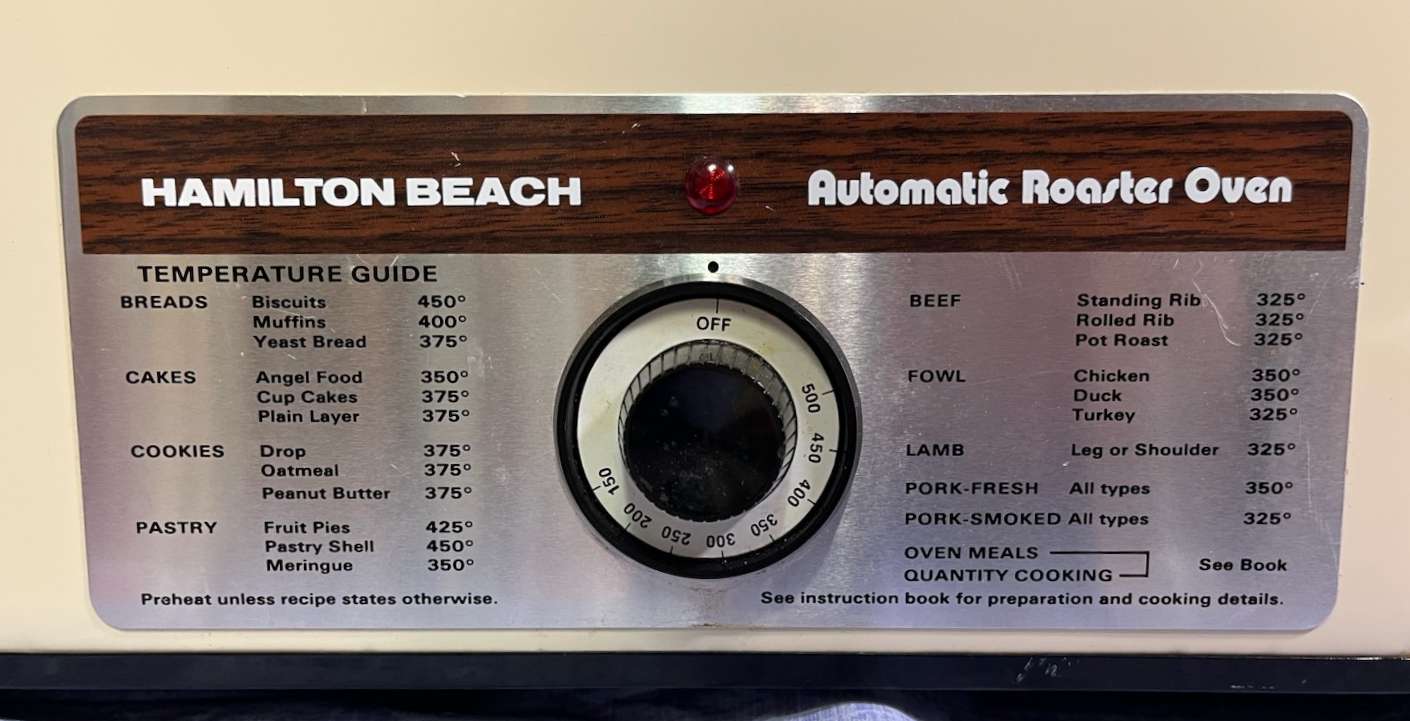 HAMILTON BEACH
Automatic Roaster Oven
TEMPERATURE GUIDE
BREADS Biscuits 450°
Muffins 400°
Yeast Bread 375°
CAKES Angel Food 350°
Cup Cakes 375°
Plain Layer 375°
COOKIES Drop 375°
Oatmeal 375°
Peanut Butter 375°
PASTRY Fruit Pies 425°
Pastry Shell 450°
Meringue 350°
Preheat unless recipe states otherwise.
OFF
500
450
400
350
300
250
200
150
BEEF Standing Rib 325°
Rolled Rib 325°
Pot Roast 325°
FOWL Chicken 350°
Duck 350°
Turkey 325°
LAMB Leg or Shoulder 325°
PORK-FRESH All types 350°
PORK-SMOKED All types 325°
OVEN MEALS
QUANTITY COOKING See Book
See instruction book for preparation and cooking details.